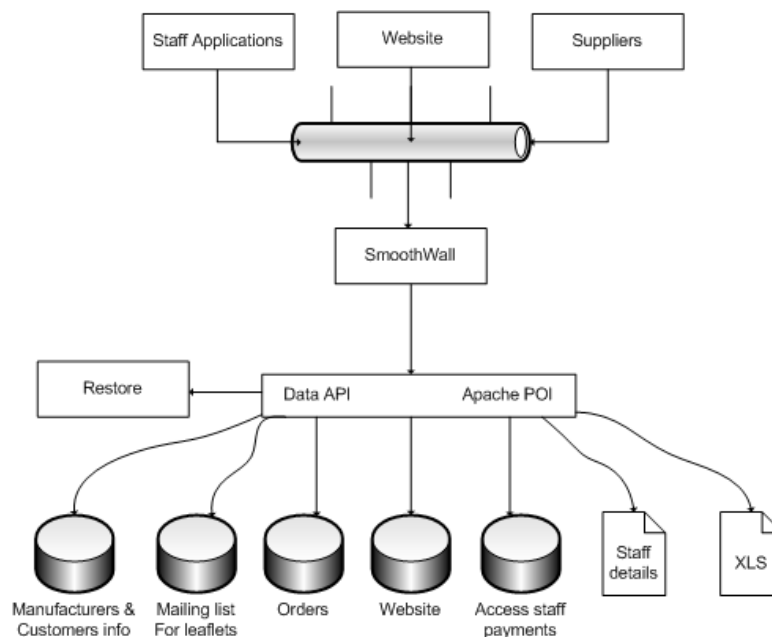 Staff Applications
Website
Suppliers
SmoothWall
Restore
Data API
Apache POI
Manufacturers &
Customers info
Mailing list
For leaflets
Orders
Website
Access staff
payments
Staff
details
XLS